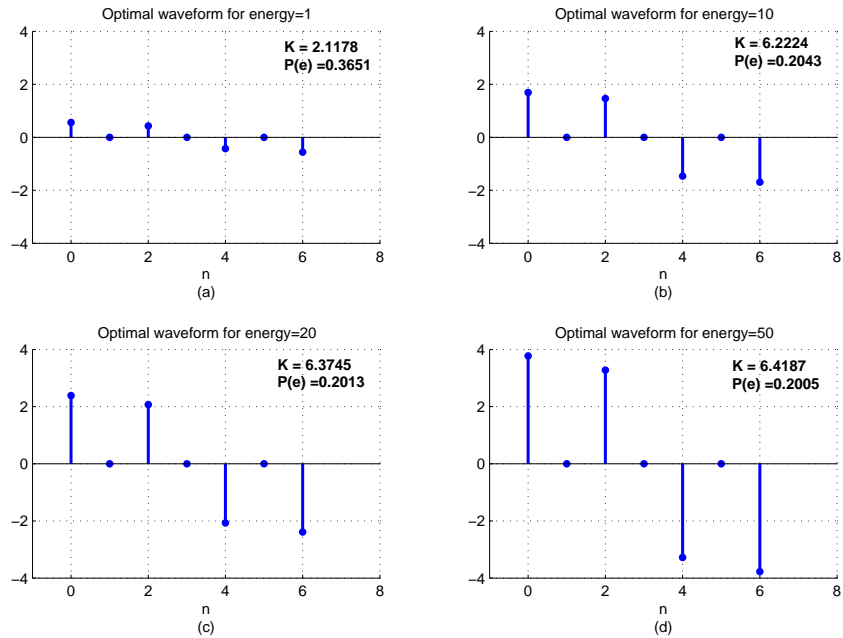 Optimal waveform for energy=1
K = 2.1178
P(e) =0.3651
4
2
0
−2
−4
0 2 4 6 8
n
(a)
Optimal waveform for energy=10
K = 6.2224
P(e) =0.2043
4
2
0
−2
−4
0 2 4 6 8
n
(b)
Optimal waveform for energy=20
K = 6.3745
P(e) =0.2013
4
2
0
−2
−4
0 2 4 6 8
n
(c)
Optimal waveform for energy=50
K = 6.4187
P(e) =0.2005
4
2
0
−2
−4
0 2 4 6 8
n
(d)